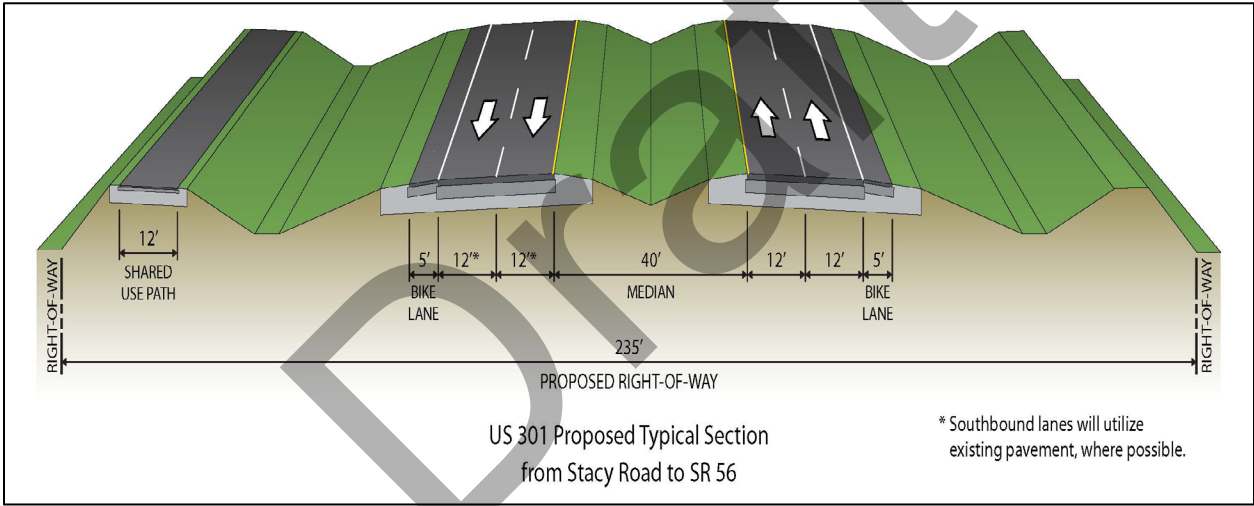 Draft
12'
SHARED
USE PATH
5'
BIKE
LANE
12'*
12'*
40'
MEDIAN
12'
12'
5'
BIKE
LANE
RIGHT-OF-WAY
RIGHT-OF-WAY
235'
PROPOSED RIGHT-OF-WAY
US 301 Proposed Typical Section
from Stacy Road to SR 56
* Southbound lanes will utilize
existing pavement, where possible.